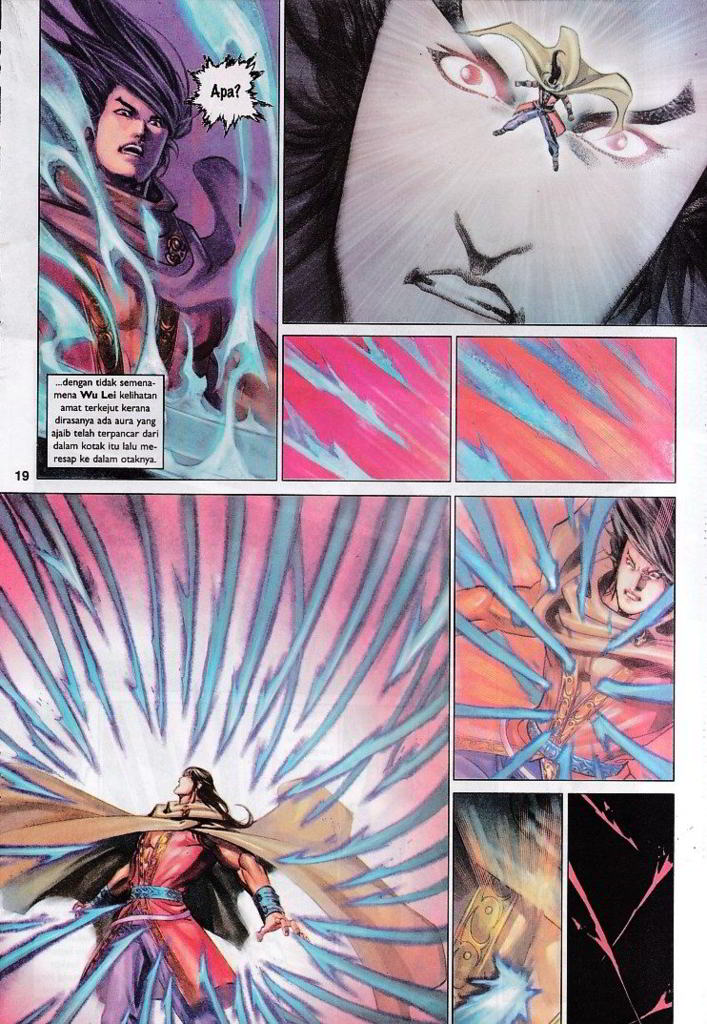 Apa?
...dengan tidak semena-
mena Wu Lei kelihatan
amat terkejut kerana
dirasanya ada aura yang
ajaib telah terpancar dari
dalam kotak itu lalu me-
resap ke dalam otaknya.
19